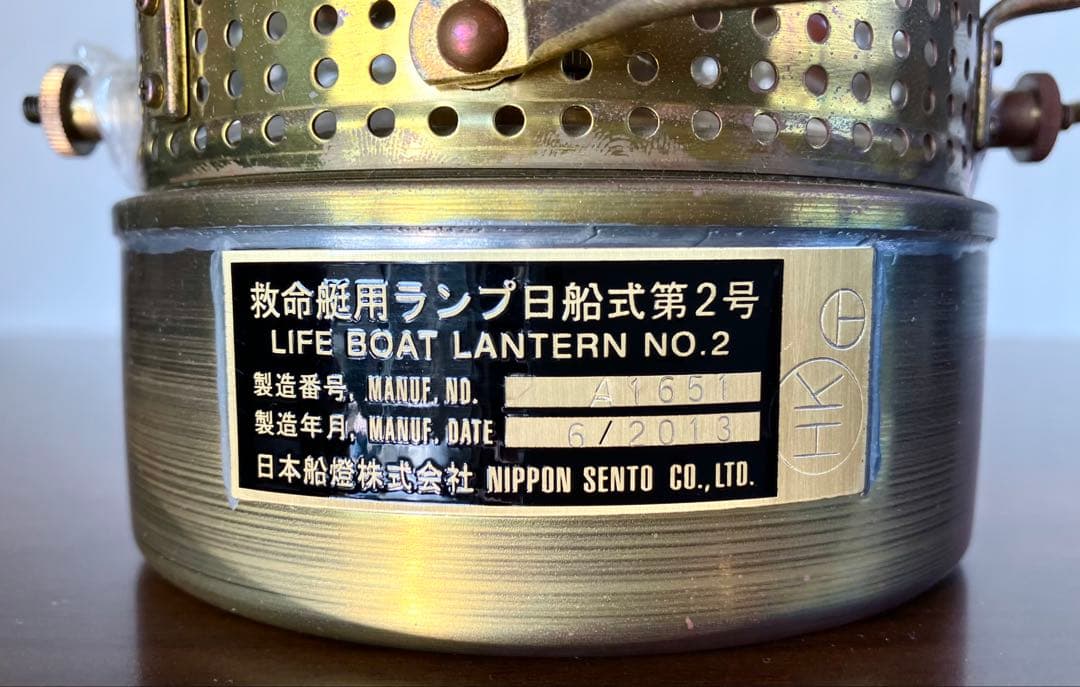 救命艇用ランプ日船式第2号
LIFE BOAT LANTERN NO.2
製造番号. MANUF. NO. A1651
製造年月. MANUF. DATE 6/2013
日本船燈株式会社 NIPPON SENTO CO.,LTD.
HK